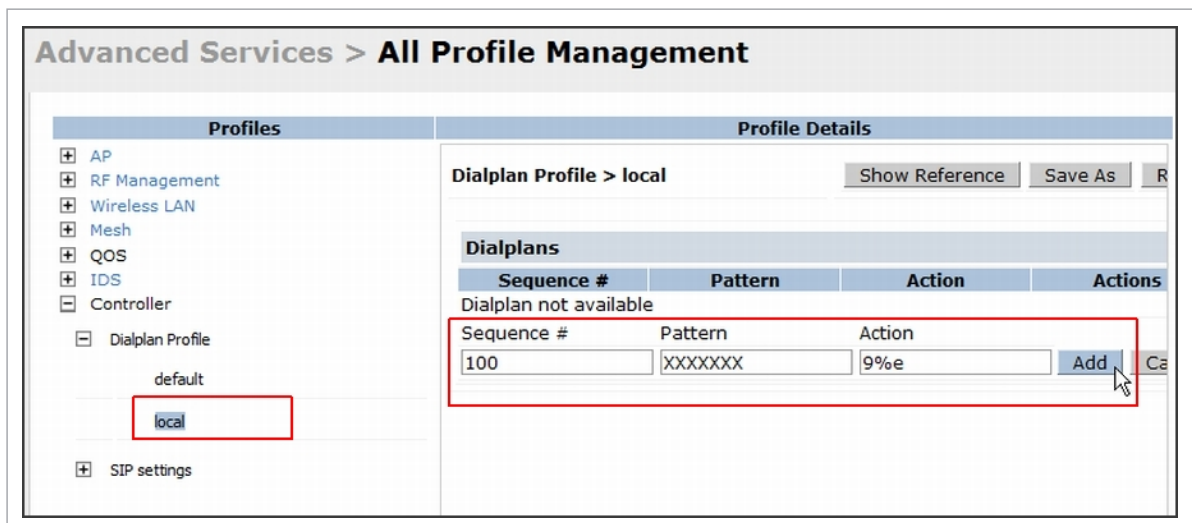 Advanced Services > All Profile Management
Profiles
AP
RF Management
Wireless LAN
Mesh
QOS
IDS
Controller
Dialplan Profile
default
local
SIP settings
Profile Details
Dialplan Profile > local
Show Reference
Save As
R
Dialplans
Sequence # Pattern Action Actions
Dialplan not available
Sequence # Pattern Action
100 XXXXXXX 9%e Add Ca